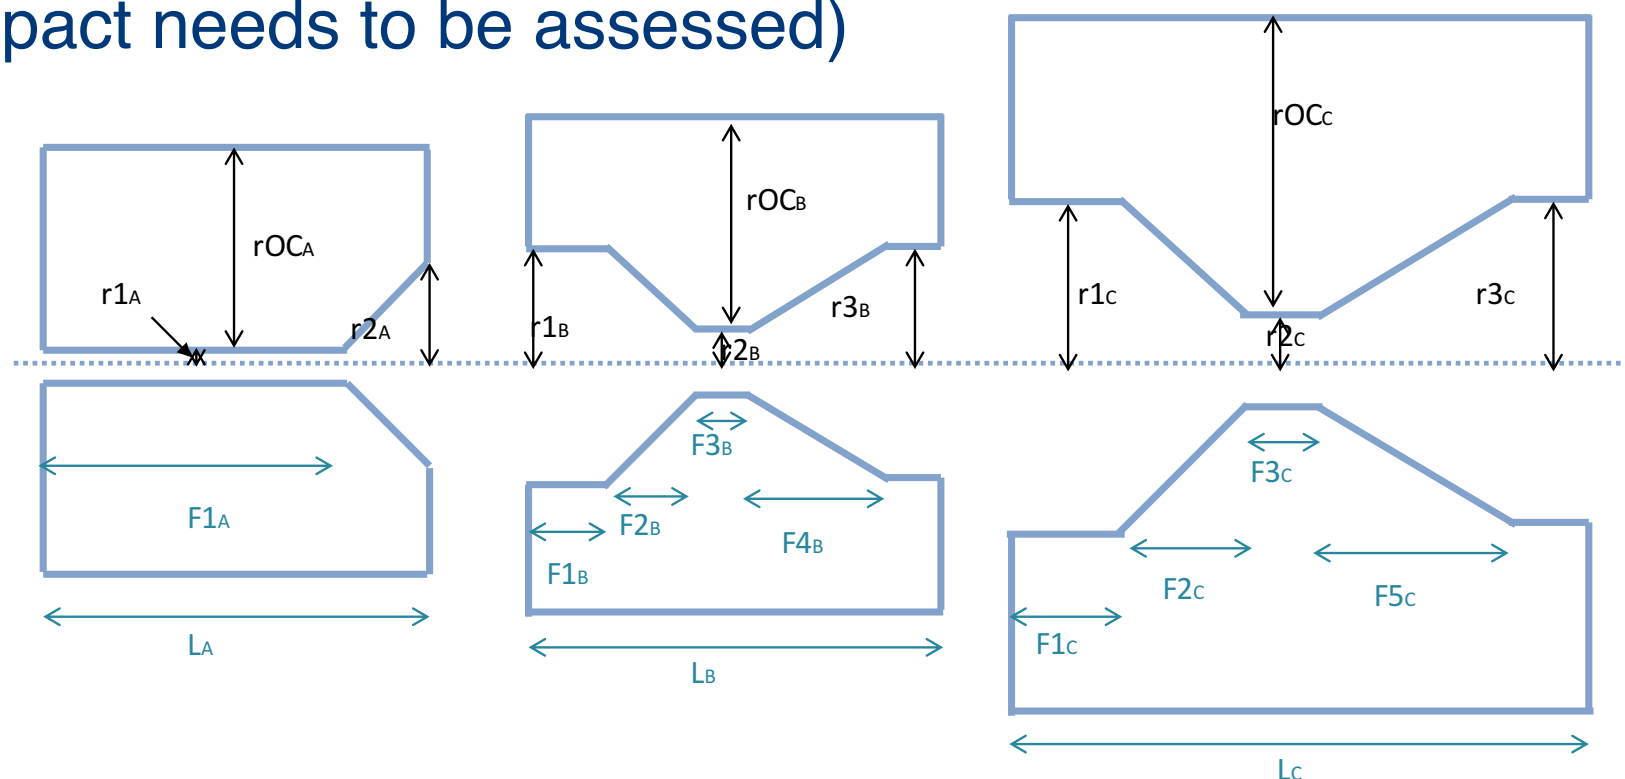 pact needs to be assessed)
rOCA
r1A
r2A
F1A
LA
rOCB
r1B
r2B
r3B
F3B
F2B
F1B
F4B
LB
rOCC
r1C
r2C
r3C
F3C
F2C
F5C
F1C
LC